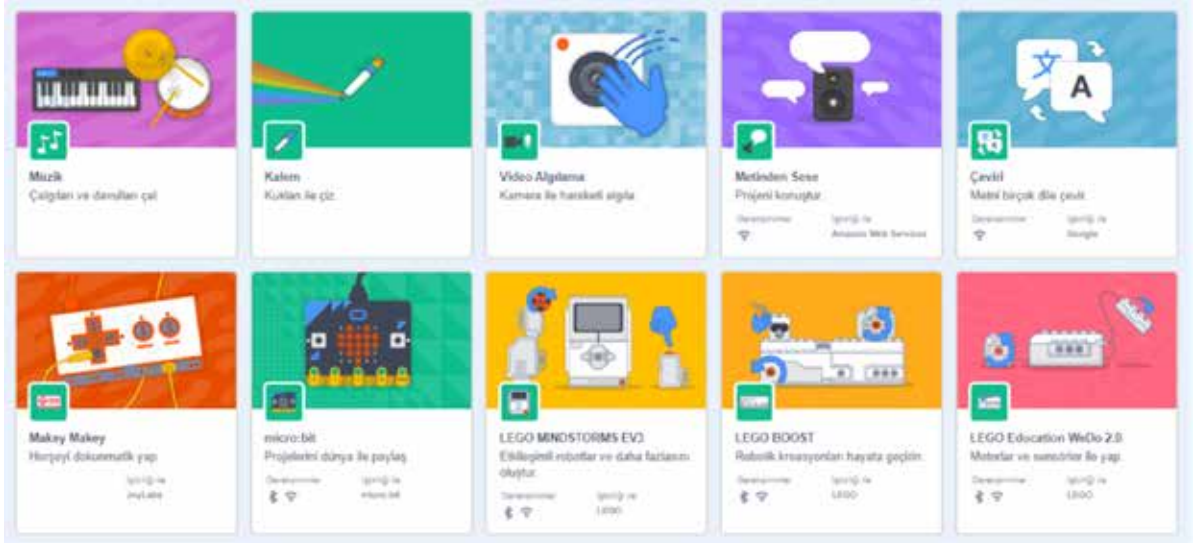 文
A
Müzik
Çalgıları ve davulları çal.
Kalem
Kuklan ile çiz.
Video Algılama
Kamera ile hareketi algıla
Metinden Sese
Projeni konuştur.
Gereksinimler
İşbirliği ile
Amazon Web Services
Çeviri
Metni birçok dile çevir.
Gereksinimler
İşbirliği ile
Google
Makey Makey
Herşeyi dokunmatik yap
İşbirliği ile
JoyLabz
micro:bit
Projelerini dünya ile paylaş.
Gereksinimler
İşbirliği ile
micro:bit
LEGO MINDSTORMS EV3
Etkileşimli robotlar ve daha fazlasını
oluştur.
Gereksinimler
İşbirliği ile
LEGO
LEGO BOOST
Robotik kreasyonları hayata geçirin.
Gereksinimler
İşbirliği ile
LEGO
LEGO Education WeDo 2.0
Motorlar ve sensörler ile yap.
Gereksinimler
İşbirliği ile
LEGO